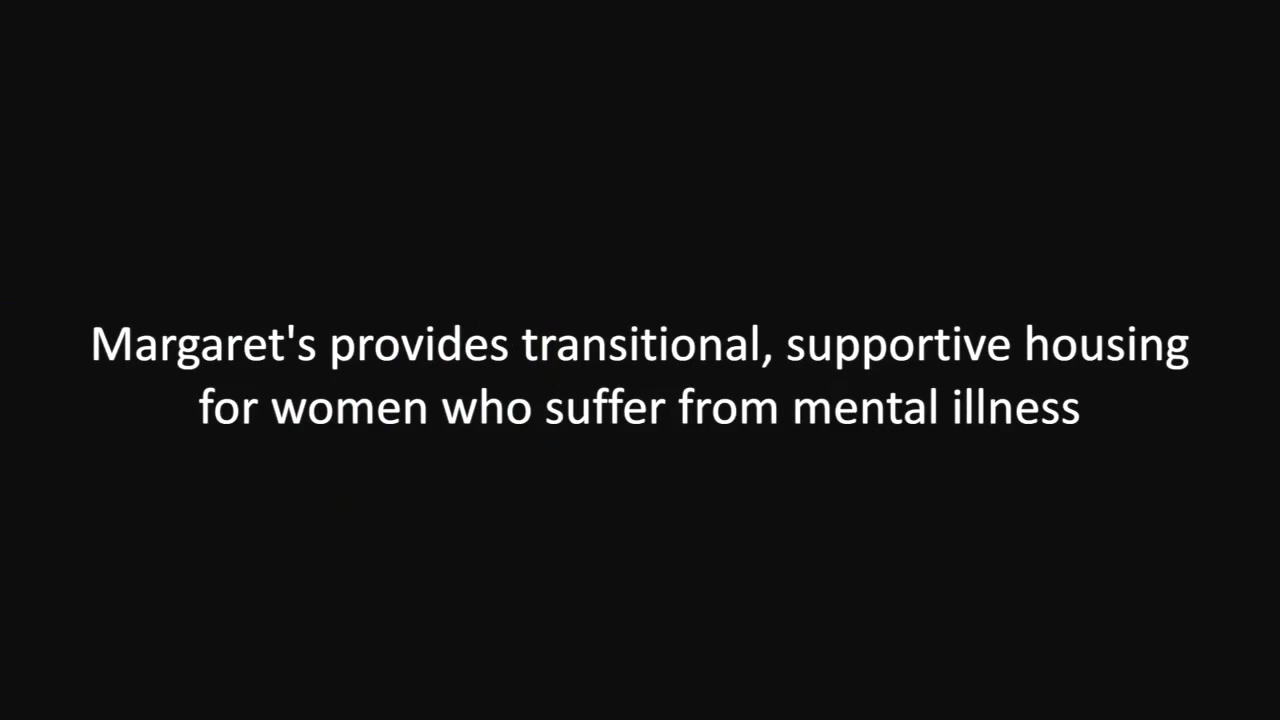 Margaret's provides transitional, supportive housing
for women who suffer from mental illness